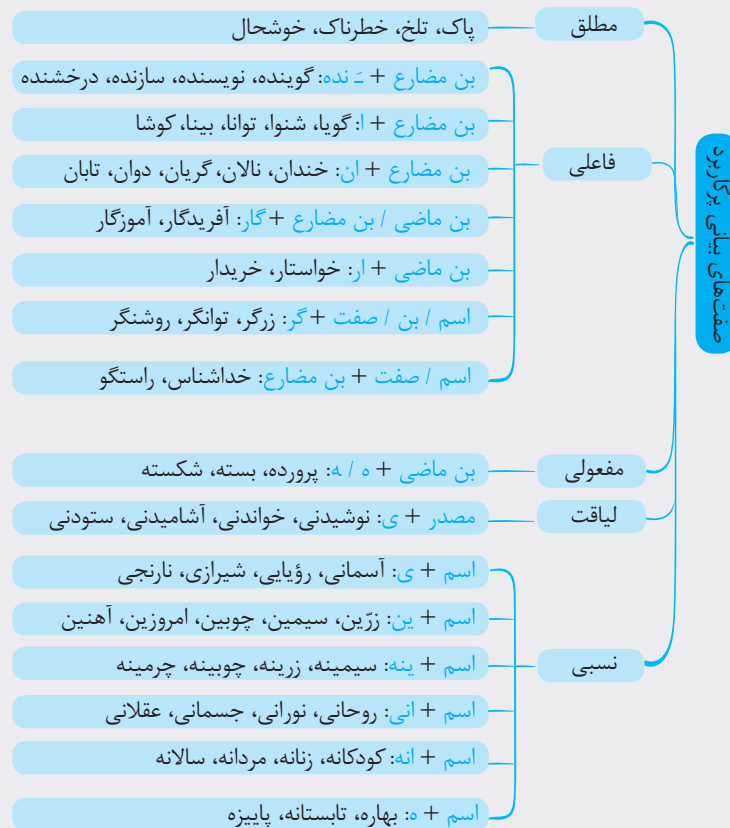 صفت‌های بیانی پرکاربرد
مطلق
پاک، تلخ، خطرناک، خوشحال
فاعلی
بن مضارع + ـَ نده: گوینده، نویسنده، سازنده، درخشنده
بن مضارع + ا: گویا، شنوا، توانا، بینا، کوشا
بن مضارع + ان: خندان، نالان، گریان، دوان، تابان
بن ماضی / بن مضارع + گار: آفریدگار، آموزگار
بن ماضی + ار: خواستار، خریدار
اسم / بن / صفت + گر: زرگر، توانگر، روشنگر
اسم / صفت + بن مضارع: خداشناس، راستگو
مفعولی
بن ماضی + ه / ـه: پرورده، بسته، شکسته
لیاقت
مصدر + ی: نوشیدنی، خواندنی، آشامیدنی، ستودنی
نسبی
اسم + ی: آسمانی، رؤیایی، شیرازی، نارنجی
اسم + ین: زرّین، سیمین، چوبین، امروزین، آهنین
اسم + ینه: سیمینه، زرینه، چوبینه، چرمینه
اسم + انی: روحانی، نورانی، جسمانی، عقلانی
اسم + انه: کودکانه، زنانه، مردانه، سالانه
اسم + ه: بهاره، تابستانه، پاییزه